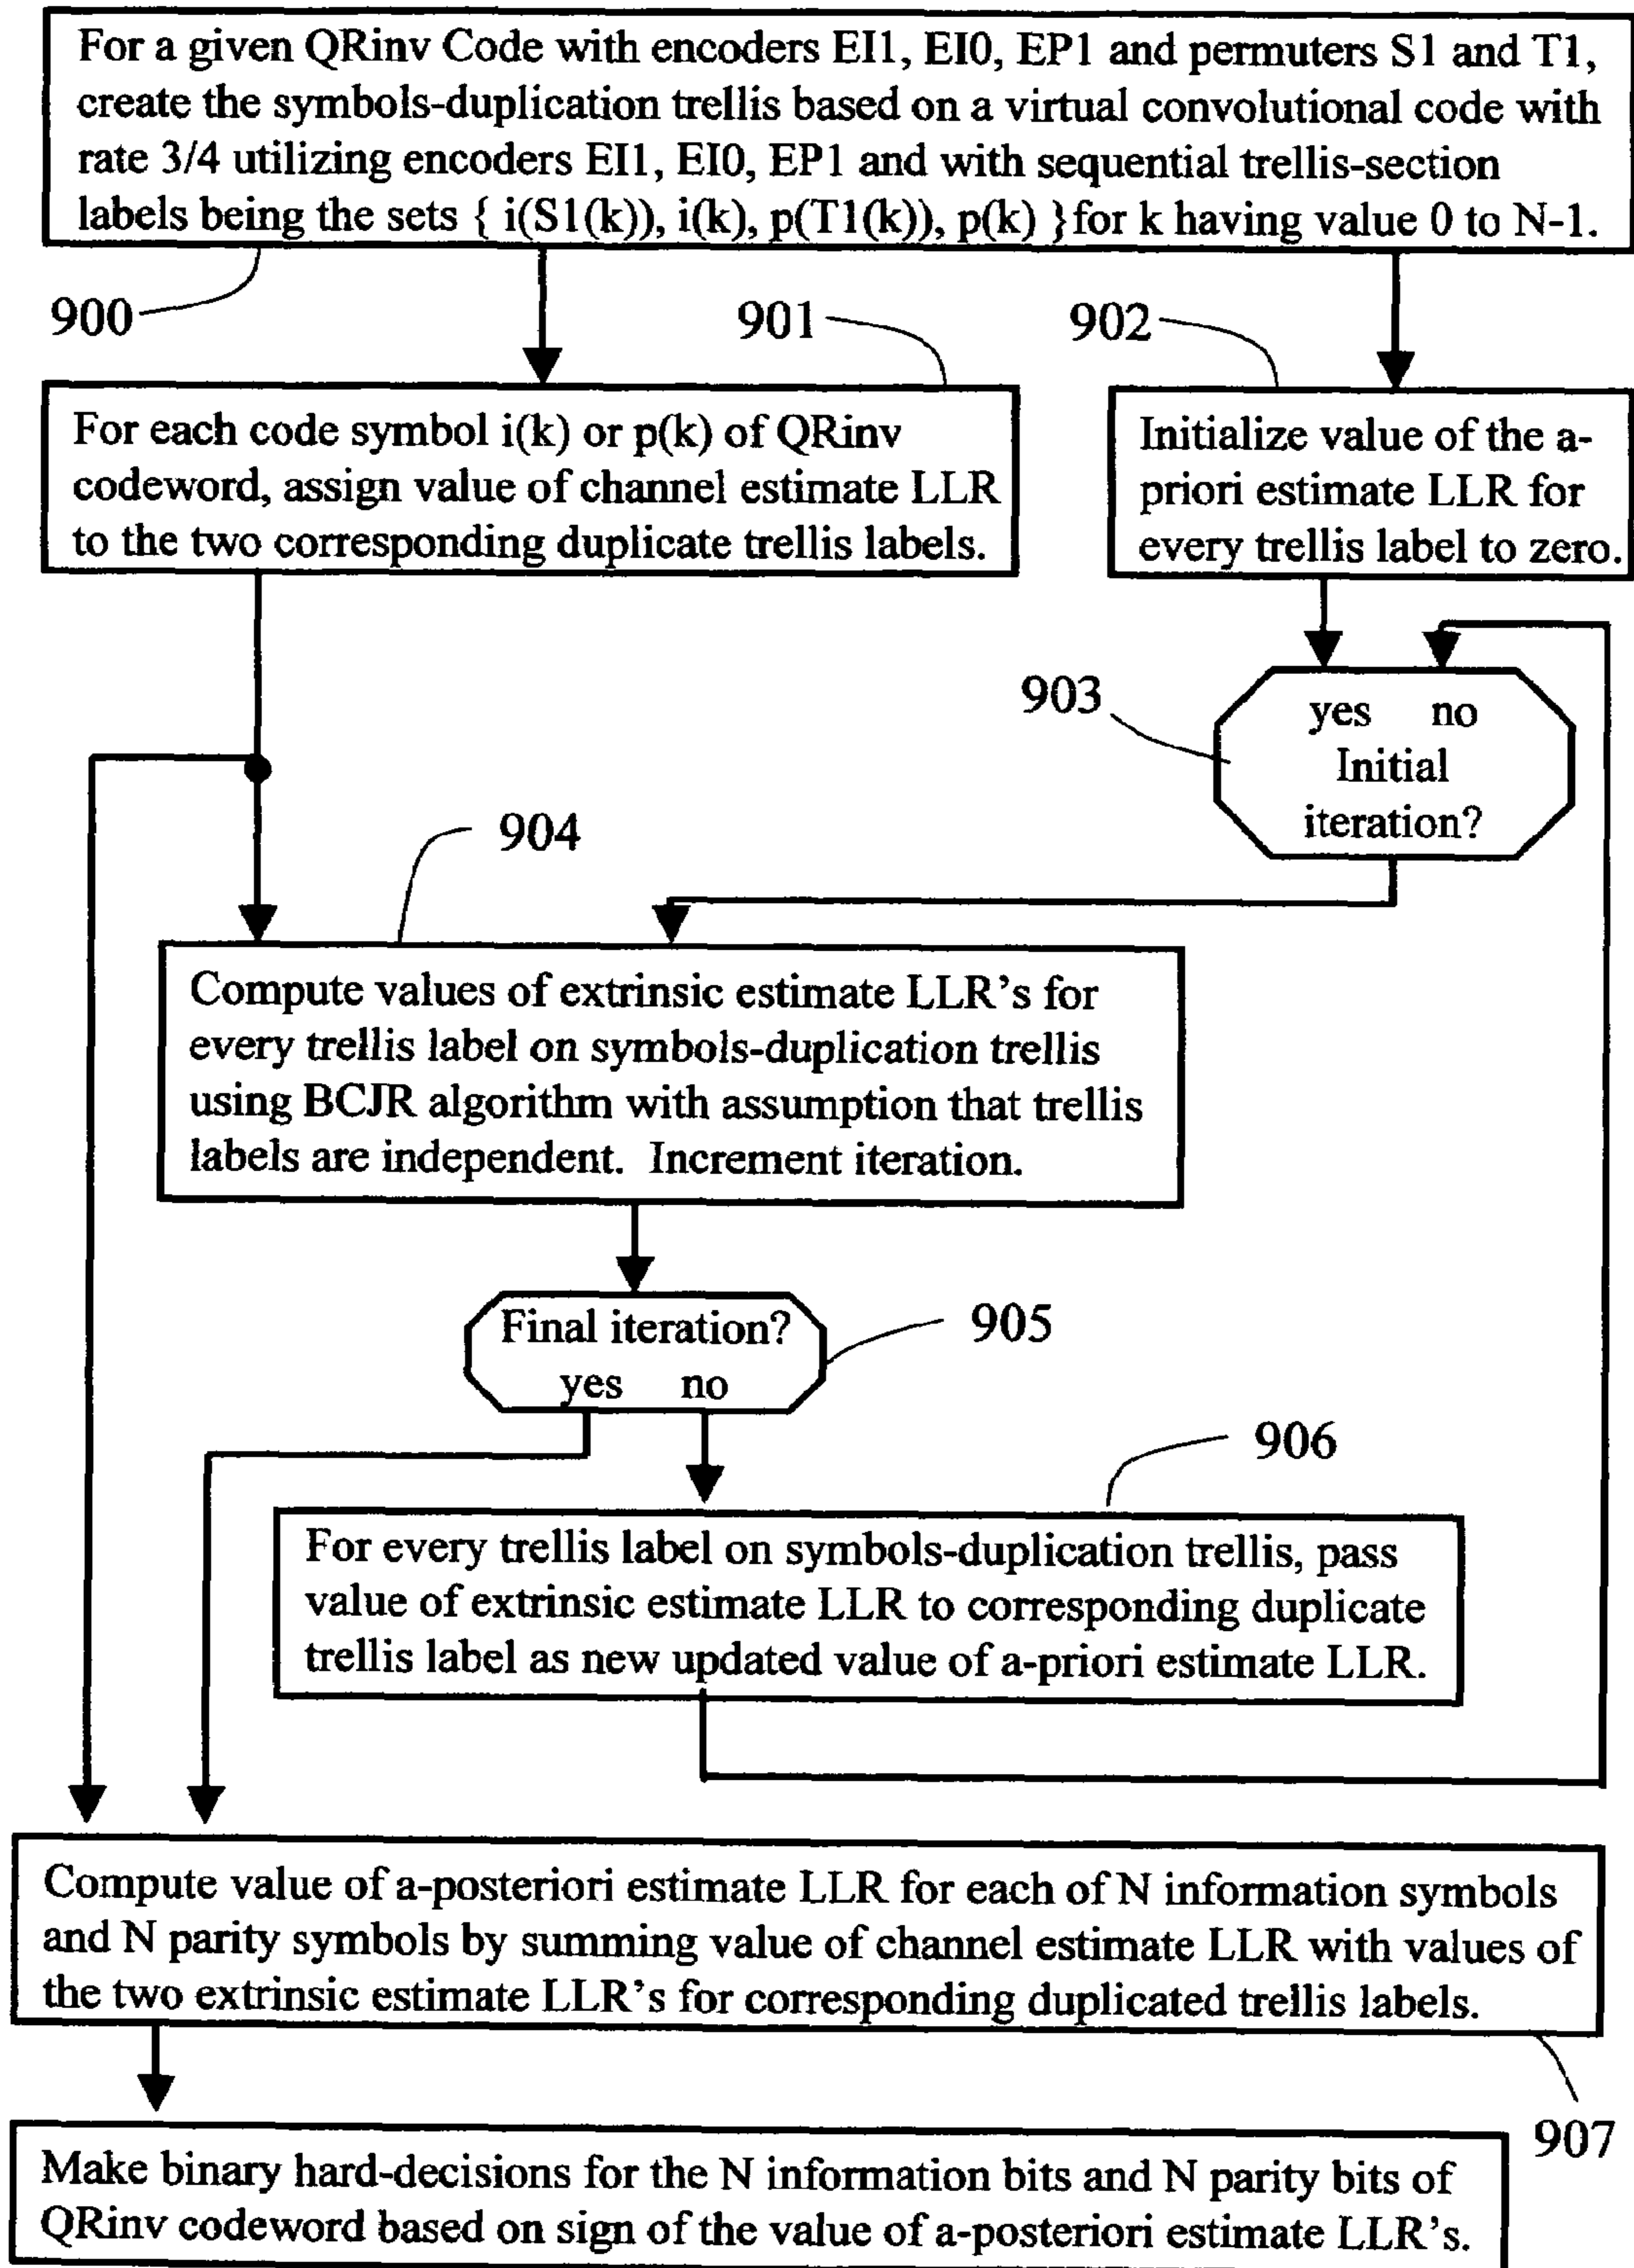 For a given QRinv Code with encoders EI1, EI0, EP1 and permuters S1 and T1,
create the symbols-duplication trellis based on a virtual convolutional code with
rate 3/4 utilizing encoders EI1, EI0, EP1 and with sequential trellis-section
labels being the sets { i(S1(k)), i(k), p(T1(k)), p(k) }for k having value 0 to N-1.
900
901
902
For each code symbol i(k) or p(k) of QRinv
codeword, assign value of channel estimate LLR
to the two corresponding duplicate trellis labels.
Initialize value of the a-
priori estimate LLR for
every trellis label to zero.
903
yes no
Initial
iteration?
904
Compute values of extrinsic estimate LLR's for
every trellis label on symbols-duplication trellis
using BCJR algorithm with assumption that trellis
labels are independent. Increment iteration.
Final iteration?
yes no
905
906
For every trellis label on symbols-duplication trellis, pass
value of extrinsic estimate LLR to corresponding duplicate
trellis label as new updated value of a-priori estimate LLR.
Compute value of a-posteriori estimate LLR for each of N information symbols
and N parity symbols by summing value of channel estimate LLR with values of
the two extrinsic estimate LLR's for corresponding duplicated trellis labels.
907
Make binary hard-decisions for the N information bits and N parity bits of
QRinv codeword based on sign of the value of a-posteriori estimate LLR's.